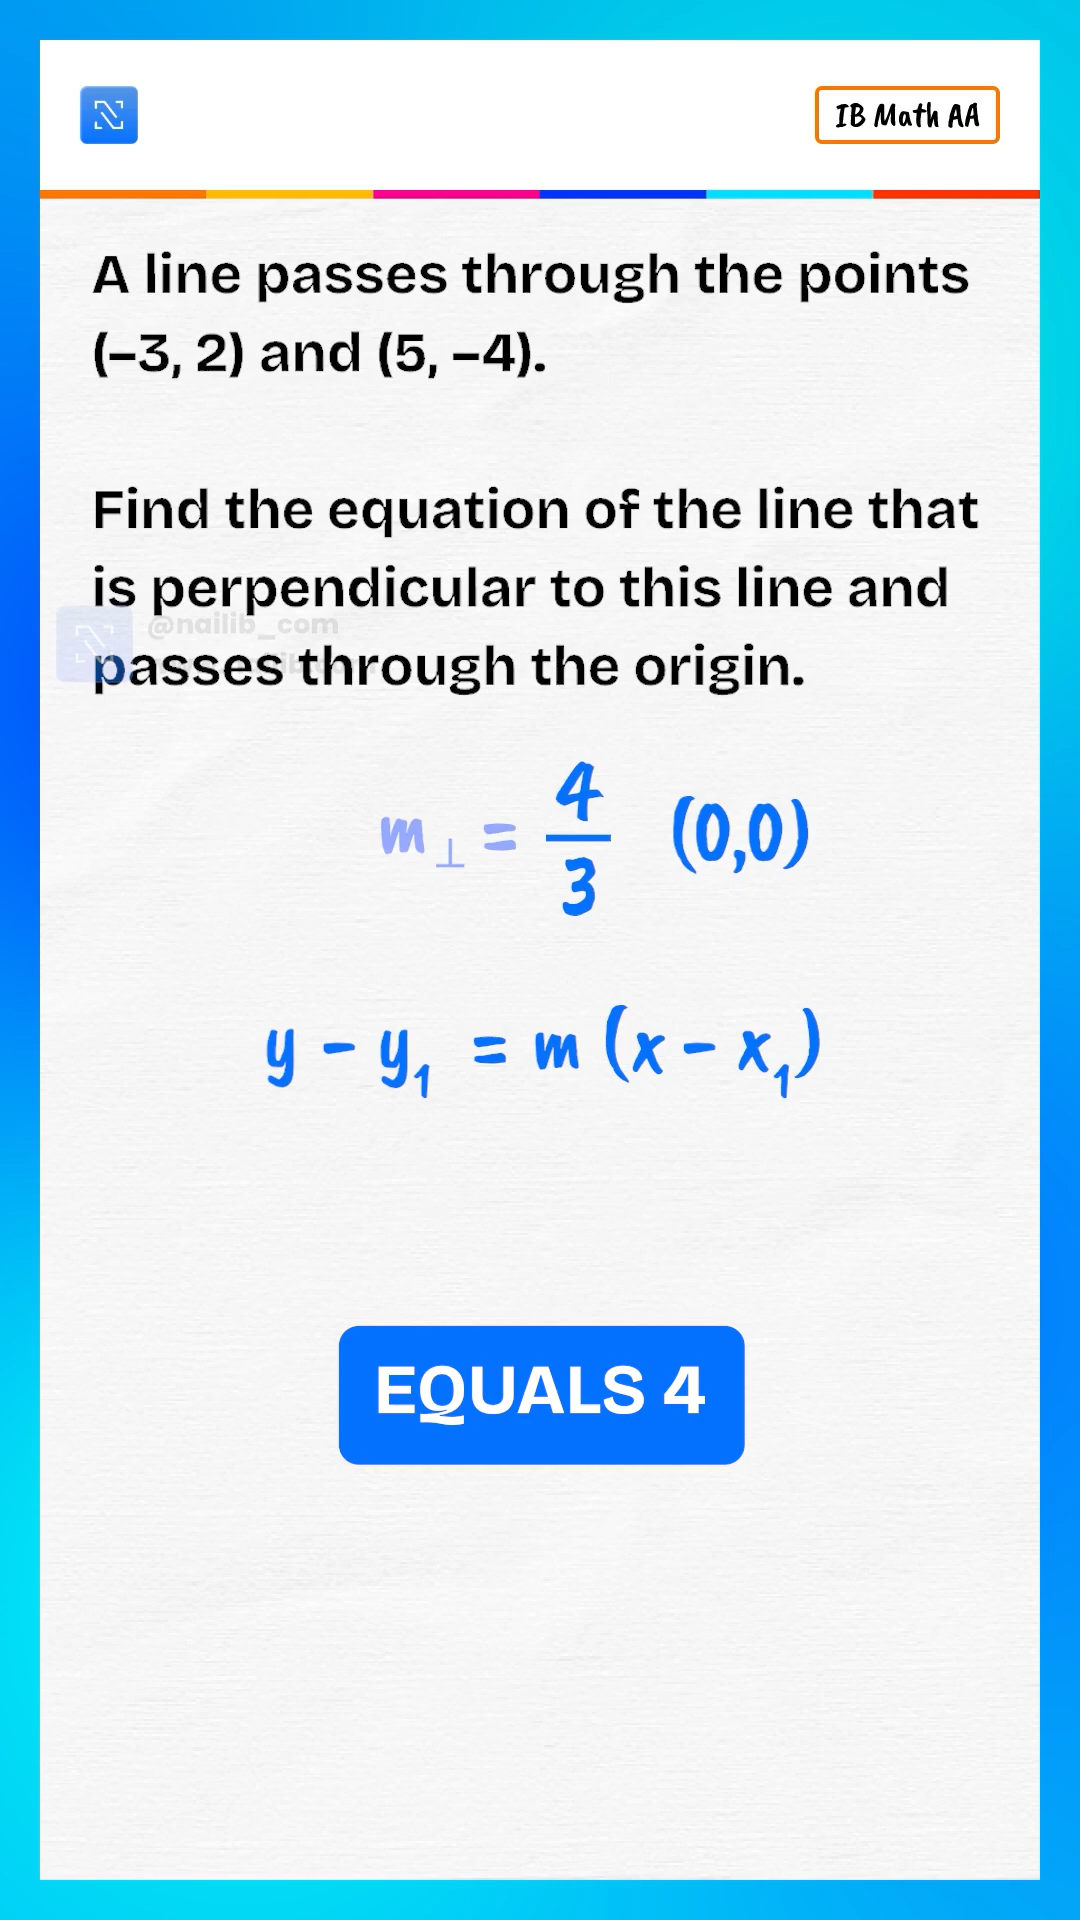 IB Math AA
A line passes through the points
(–3, 2) and (5, –4).
Find the equation of the line that
is perpendicular to this line and
@nailib_com
passes through the origin.
m⊥ = 4/3 (0,0)
y – y₁ = m (x – x₁)
EQUALS 4